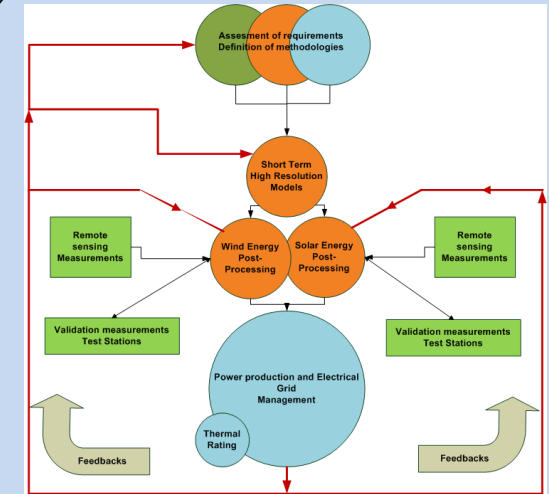 Assesment of requirements
Definition of methodologies
Short Term
High Resolution
Models
Remote
sensing
Measurements
Wind Energy
Post-
Processing
Solar Energy
Post-
Processing
Remote
sensing
Measurements
Validation measurements
Test Stations
Validation measurements
Test Stations
Power production and Electrical
Grid
Management
Thermal
Rating
Feedbacks
Feedbacks